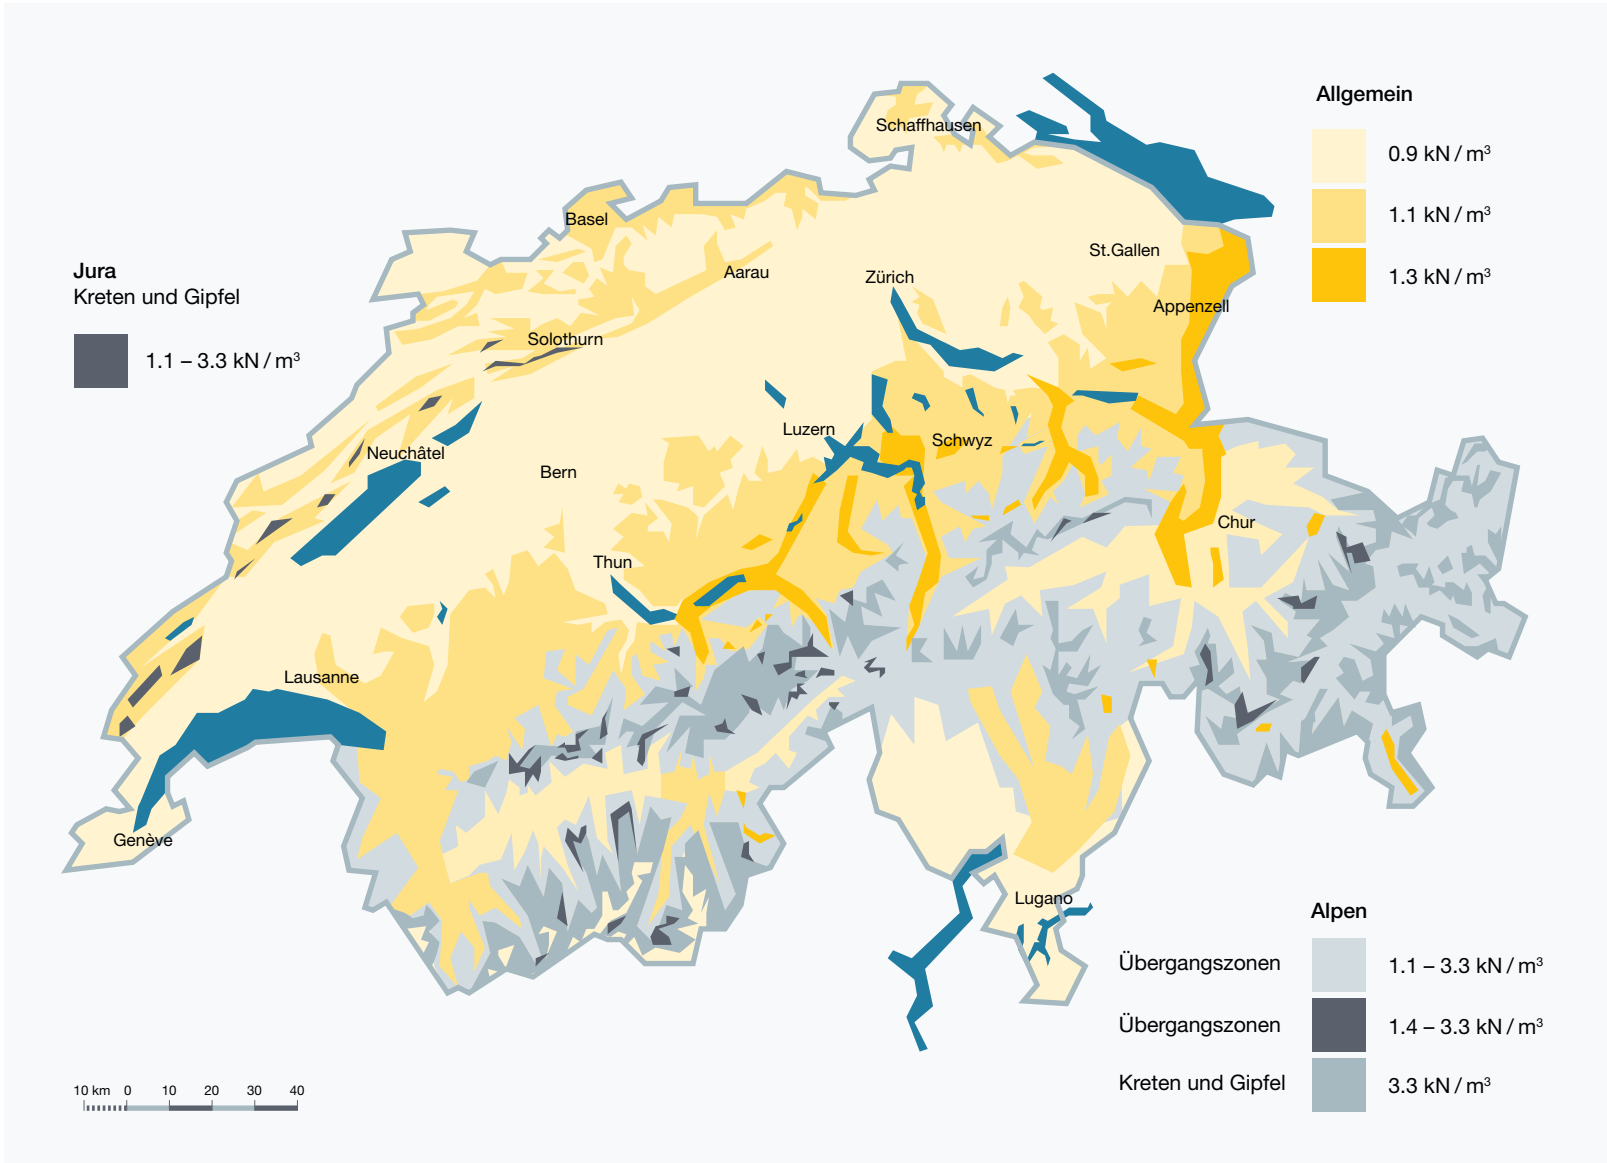 Allgemein
0.9 kN / m³
1.1 kN / m³
1.3 kN / m³
Jura
Kreten und Gipfel
1.1 – 3.3 kN / m³
Schaffhausen
Basel
St.Gallen
Aarau
Zürich
Appenzell
Solothurn
Luzern
Schwyz
Neuchâtel
Bern
Chur
Thun
Lausanne
Genève
Lugano
Alpen
Übergangszonen
1.1 – 3.3 kN / m³
Übergangszonen
1.4 – 3.3 kN / m³
Kreten und Gipfel
3.3 kN / m³
10 km 0 10 20 30 40